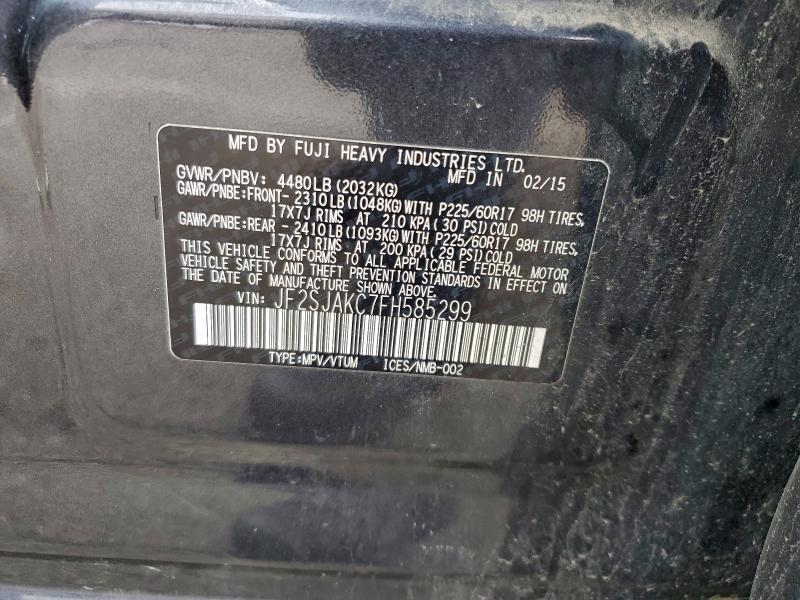 MFD BY FUJI HEAVY INDUSTRIES LTD.
MFD IN 02/15
GVWR/PNBV: 4480LB(2032KG)
GAWR/PNBE:FRONT- 2310LB(1048KG)WITH P225/60R17 98H TIRES,
17X7J RIMS AT 210 KPA(30 PSI)COLD
GAWR/PNBE:REAR - 2410LB(1093KG)WITH P225/60R17 98H TIRES,
17X7J RIMS AT 200 KPA(29 PSI)COLD
THIS VEHICLE CONFORMS TO ALL APPLICABLE FEDERAL MOTOR
VEHICLE SAFETY AND THEFT PREVENTION STANDARDS IN EFFECT ON
THE DATE OF MANUFACTURE SHOWN ABOVE.
VIN: JF2SJAKC7FH585299
TYPE:MPV/VTUM ICES/NMB-002